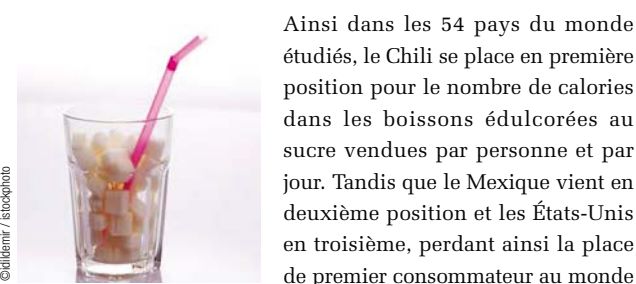 Ainsi dans les 54 pays du monde
étudiés, le Chili se place en première
position pour le nombre de calories
dans les boissons édulcorées au
sucre vendues par personne et par
jour. Tandis que le Mexique vient en
deuxième position et les États-Unis
en troisième, perdant ainsi la place
de premier consommateur au monde
©idildemir / istockphoto